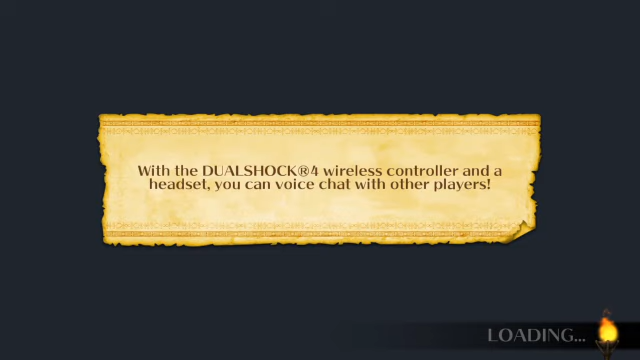 With the DUALSHOCK®4 wireless controller and a
headset, you can voice chat with other players!
LOADING...